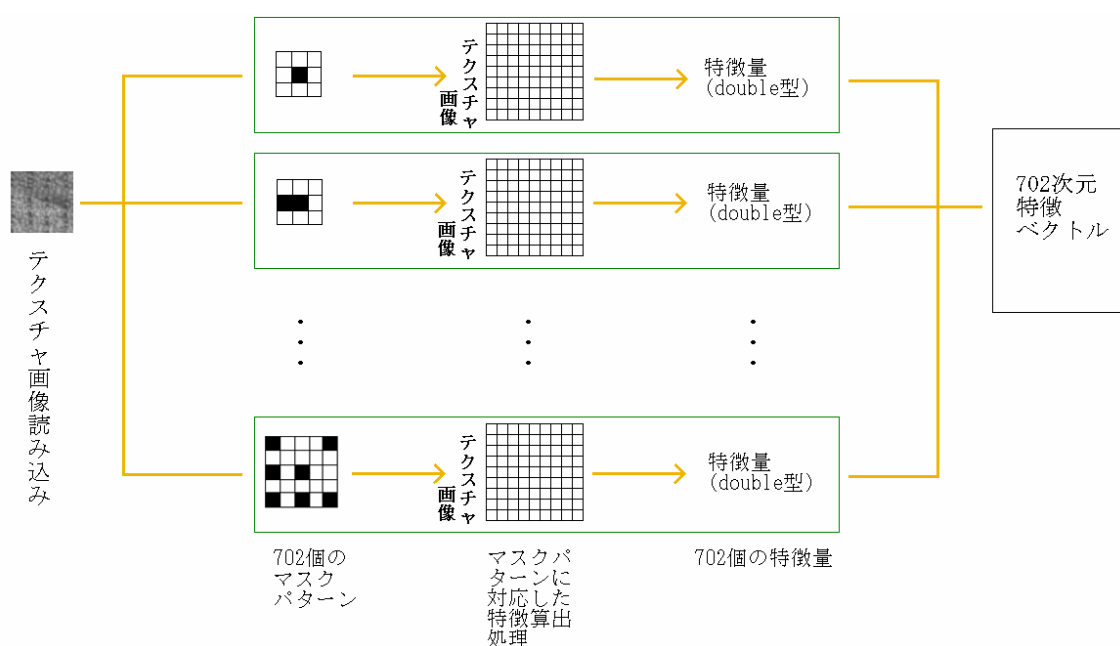 テクスチャ画像読み込み
テクスチャ
画像
特徴量
(double型)
テクスチャ
画像
特徴量
(double型)
テクスチャ
画像
特徴量
(double型)
702次元
特徴
ベクトル
702個の
マスク
パターン
マスクパ
ターンに
対応した
特徴算出
処理
702個の特徴量